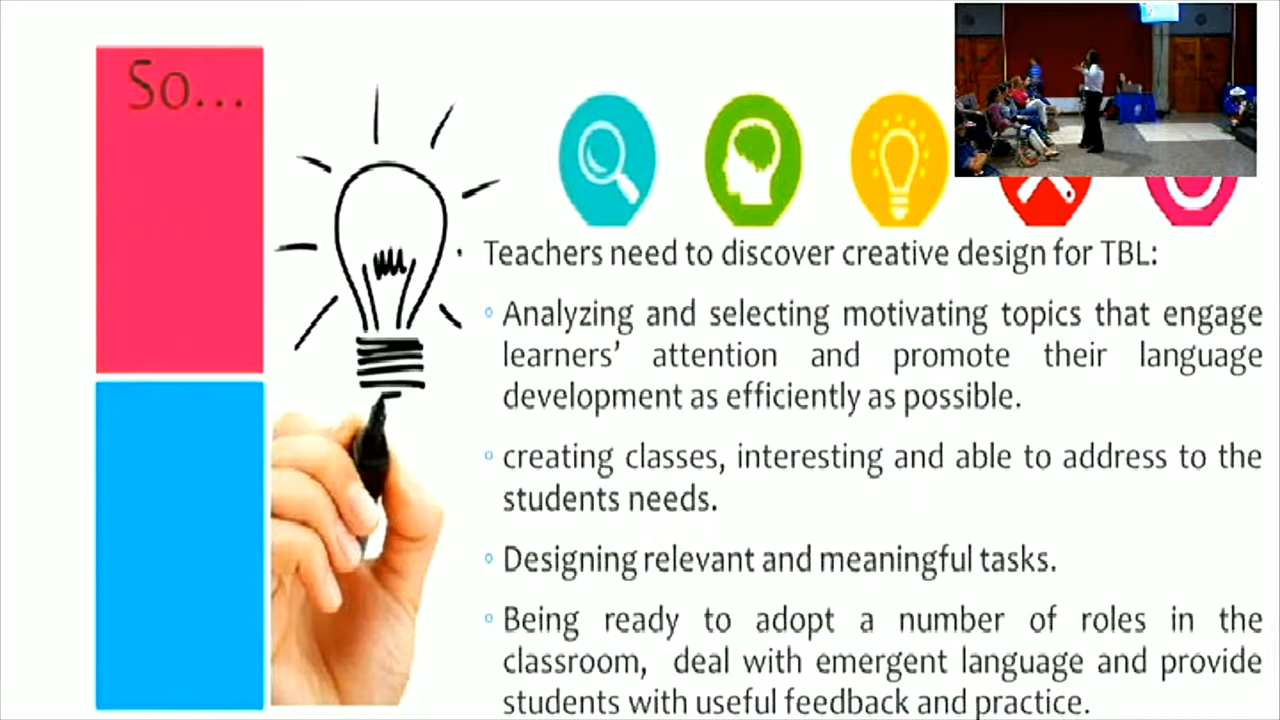 So...
Teachers need to discover creative design for TBL:
Analyzing and selecting motivating topics that engage
learners’ attention and promote their language
development as efficiently as possible.
creating classes, interesting and able to address to the
students needs.
Designing relevant and meaningful tasks.
Being ready to adopt a number of roles in the
classroom, deal with emergent language and provide
students with useful feedback and practice.